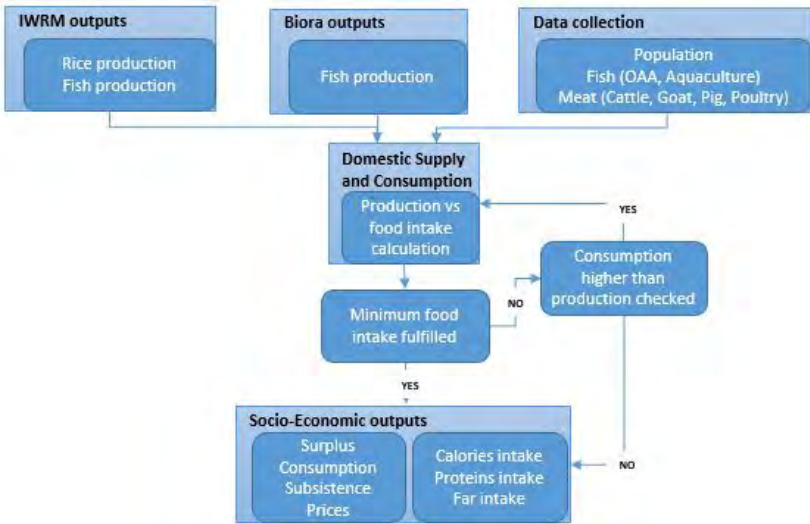 IWRM outputs
Rice production
Fish production
Biora outputs
Fish production
Data collection
Population
Fish (OAA, Aquaculture)
Meat (Cattle, Goat, Pig, Poultry)
Domestic Supply
and Consumption
Production vs
food intake
calculation
YES
Consumption
higher than
production checked
NO
Minimum food
intake fulfilled
YES
Socio-Economic outputs
Surplus
Consumption
Subsistence
Prices
Calories intake
Proteins intake
Far intake
NO